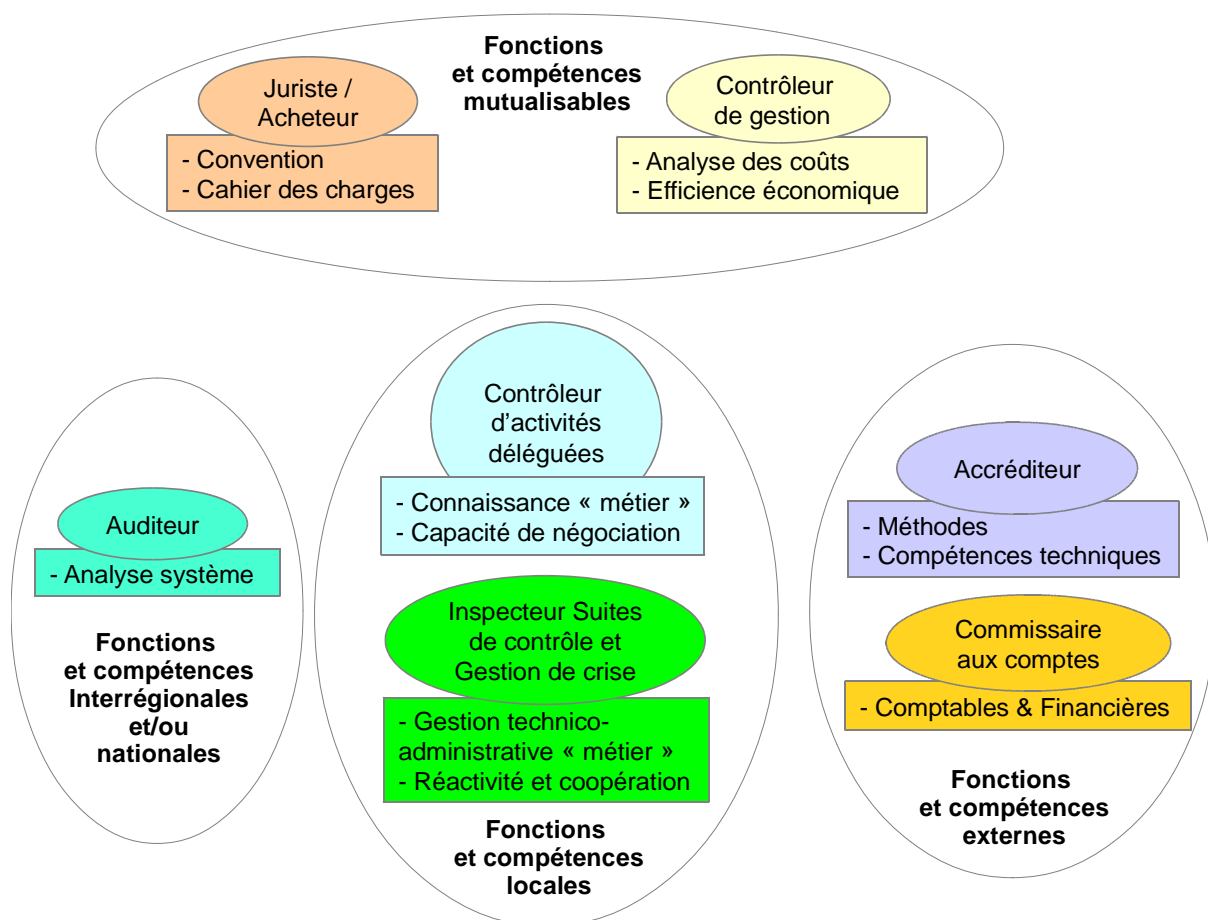 Fonctions
et compétences
mutualisables
Juriste /
Acheteur
- Convention
- Cahier des charges
Contrôleur
de gestion
- Analyse des coûts
- Efficience économique
Auditeur
- Analyse système
Fonctions
et compétences
Interrégionales
et/ou
nationales
Contrôleur
d’activités
déléguées
- Connaissance « métier »
- Capacité de négociation
Inspecteur Suites
de contrôle et
Gestion de crise
- Gestion technico-
administrative « métier »
- Réactivité et coopération
Fonctions
et compétences
locales
Accréditeur
- Méthodes
- Compétences techniques
Commissaire
aux comptes
- Comptables & Financières
Fonctions
et compétences
externes